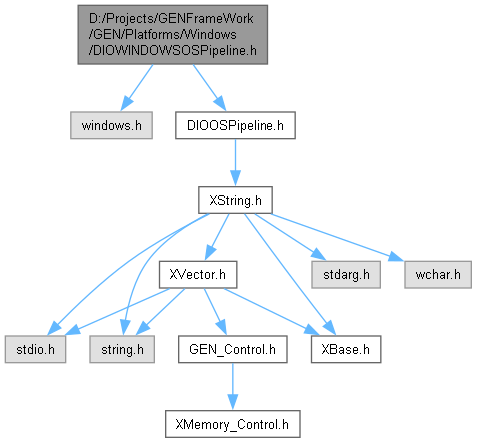 D:/Projects/GENFrameWork
/GEN/Platforms/Windows
/DIOWINDOWSOSPipeline.h
windows.h
DIOOSPipeline.h
XString.h
XVector.h
stdarg.h
wchar.h
stdio.h
string.h
GEN_Control.h
XBase.h
XMemory_Control.h